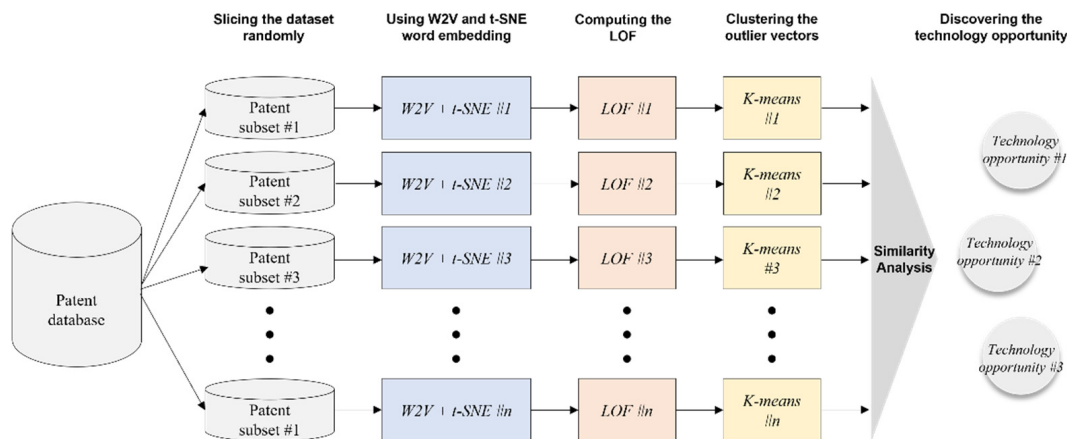 Slicing the dataset
randomly
Using W2V and t-SNE
word embedding
Computing the
LOF
Clustering the
outlier vectors
Discovering the
technology opportunity
Patent
database
Patent
subset #1
W2V + t-SNE #1
LOF #1
K-means
#1
Patent
subset #2
W2V + t-SNE #2
LOF #2
K-means
#2
Patent
subset #3
W2V + t-SNE #3
LOF #3
K-means
#3
Patent
subset #1
W2V + t-SNE #n
LOF #n
K-means
#n
Similarity
Analysis
Technology
opportunity #1
Technology
opportunity #2
Technology
opportunity #3